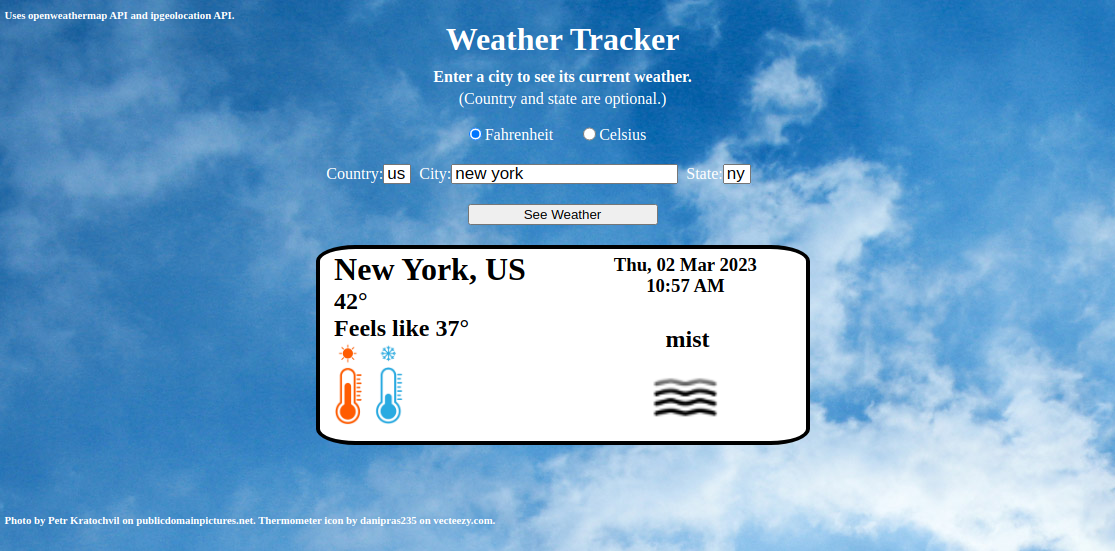 Uses openweathermap API and ipgeolocation API.
Weather Tracker
Enter a city to see its current weather.
(Country and state are optional.)
Fahrenheit Celsius
Country: us City: new york State: ny
See Weather
New York, US
42°
Feels like 37°
Thu, 02 Mar 2023
10:57 AM
mist
Photo by Petr Kratochvil on publicdomainpictures.net. Thermometer icon by danipras235 on vecteezy.com.